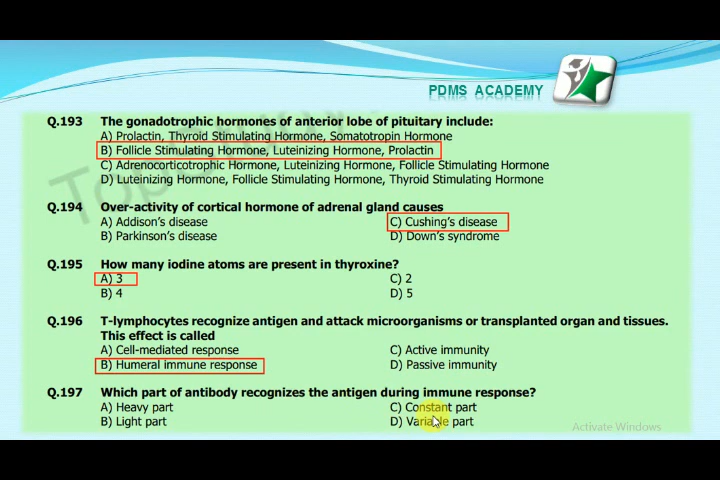 PDMS ACADEMY
Q.193 The gonadotrophic hormones of anterior lobe of pituitary include:
A) Prolactin, Thyroid Stimulating Hormone, Somatotropin Hormone
B) Follicle Stimulating Hormone, Luteinizing Hormone, Prolactin
C) Adrenocorticotrophic Hormone, Luteinizing Hormone, Follicle Stimulating Hormone
D) Luteinizing Hormone, Follicle Stimulating Hormone, Thyroid Stimulating Hormone
Q.194 Over-activity of cortical hormone of adrenal gland causes
A) Addison's disease C) Cushing's disease
B) Parkinson's disease D) Down's syndrome
Q.195 How many iodine atoms are present in thyroxine?
A) 3 C) 2
B) 4 D) 5
Q.196 T-lymphocytes recognize antigen and attack microorganisms or transplanted organ and tissues.
This effect is called
A) Cell-mediated response C) Active immunity
B) Humeral immune response D) Passive immunity
Q.197 Which part of antibody recognizes the antigen during immune response?
A) Heavy part C) Constant part
B) Light part D) Variable part
Activate Windows